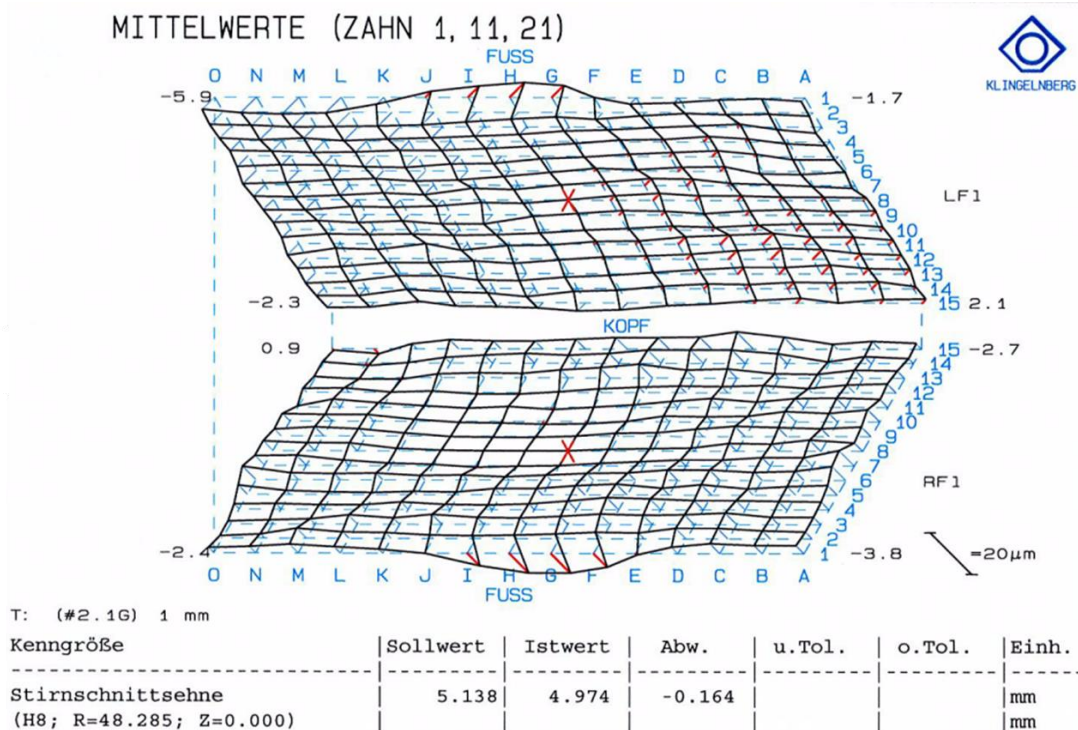 MITTELWERTE (ZAHN 1, 11, 21)
KLINGELNBERG
FUSS
O N M L K J I H G F E D C B A
-5.9
1 -1.7
2
3
4
5
6
7
8
LF1
9
10
11
12
13
14
-2.3
15 2.1
KOPF
0.9
15 -2.7
14
13
12
11
10
9
8
7
RF1
6
5
4
3
2
-2.4
1 -3.8
=20µm
O N M L K J I H G F E D C B A
FUSS
T: (#2.1G) 1 mm
Kenngröße | Sollwert | Istwert | Abw. | u.Tol. | o.Tol. | Einh.
Stirnschnittsehne | 5.138 | 4.974 | -0.164 | | | mm
(H8; R=48.285; Z=0.000) | | | | | | mm